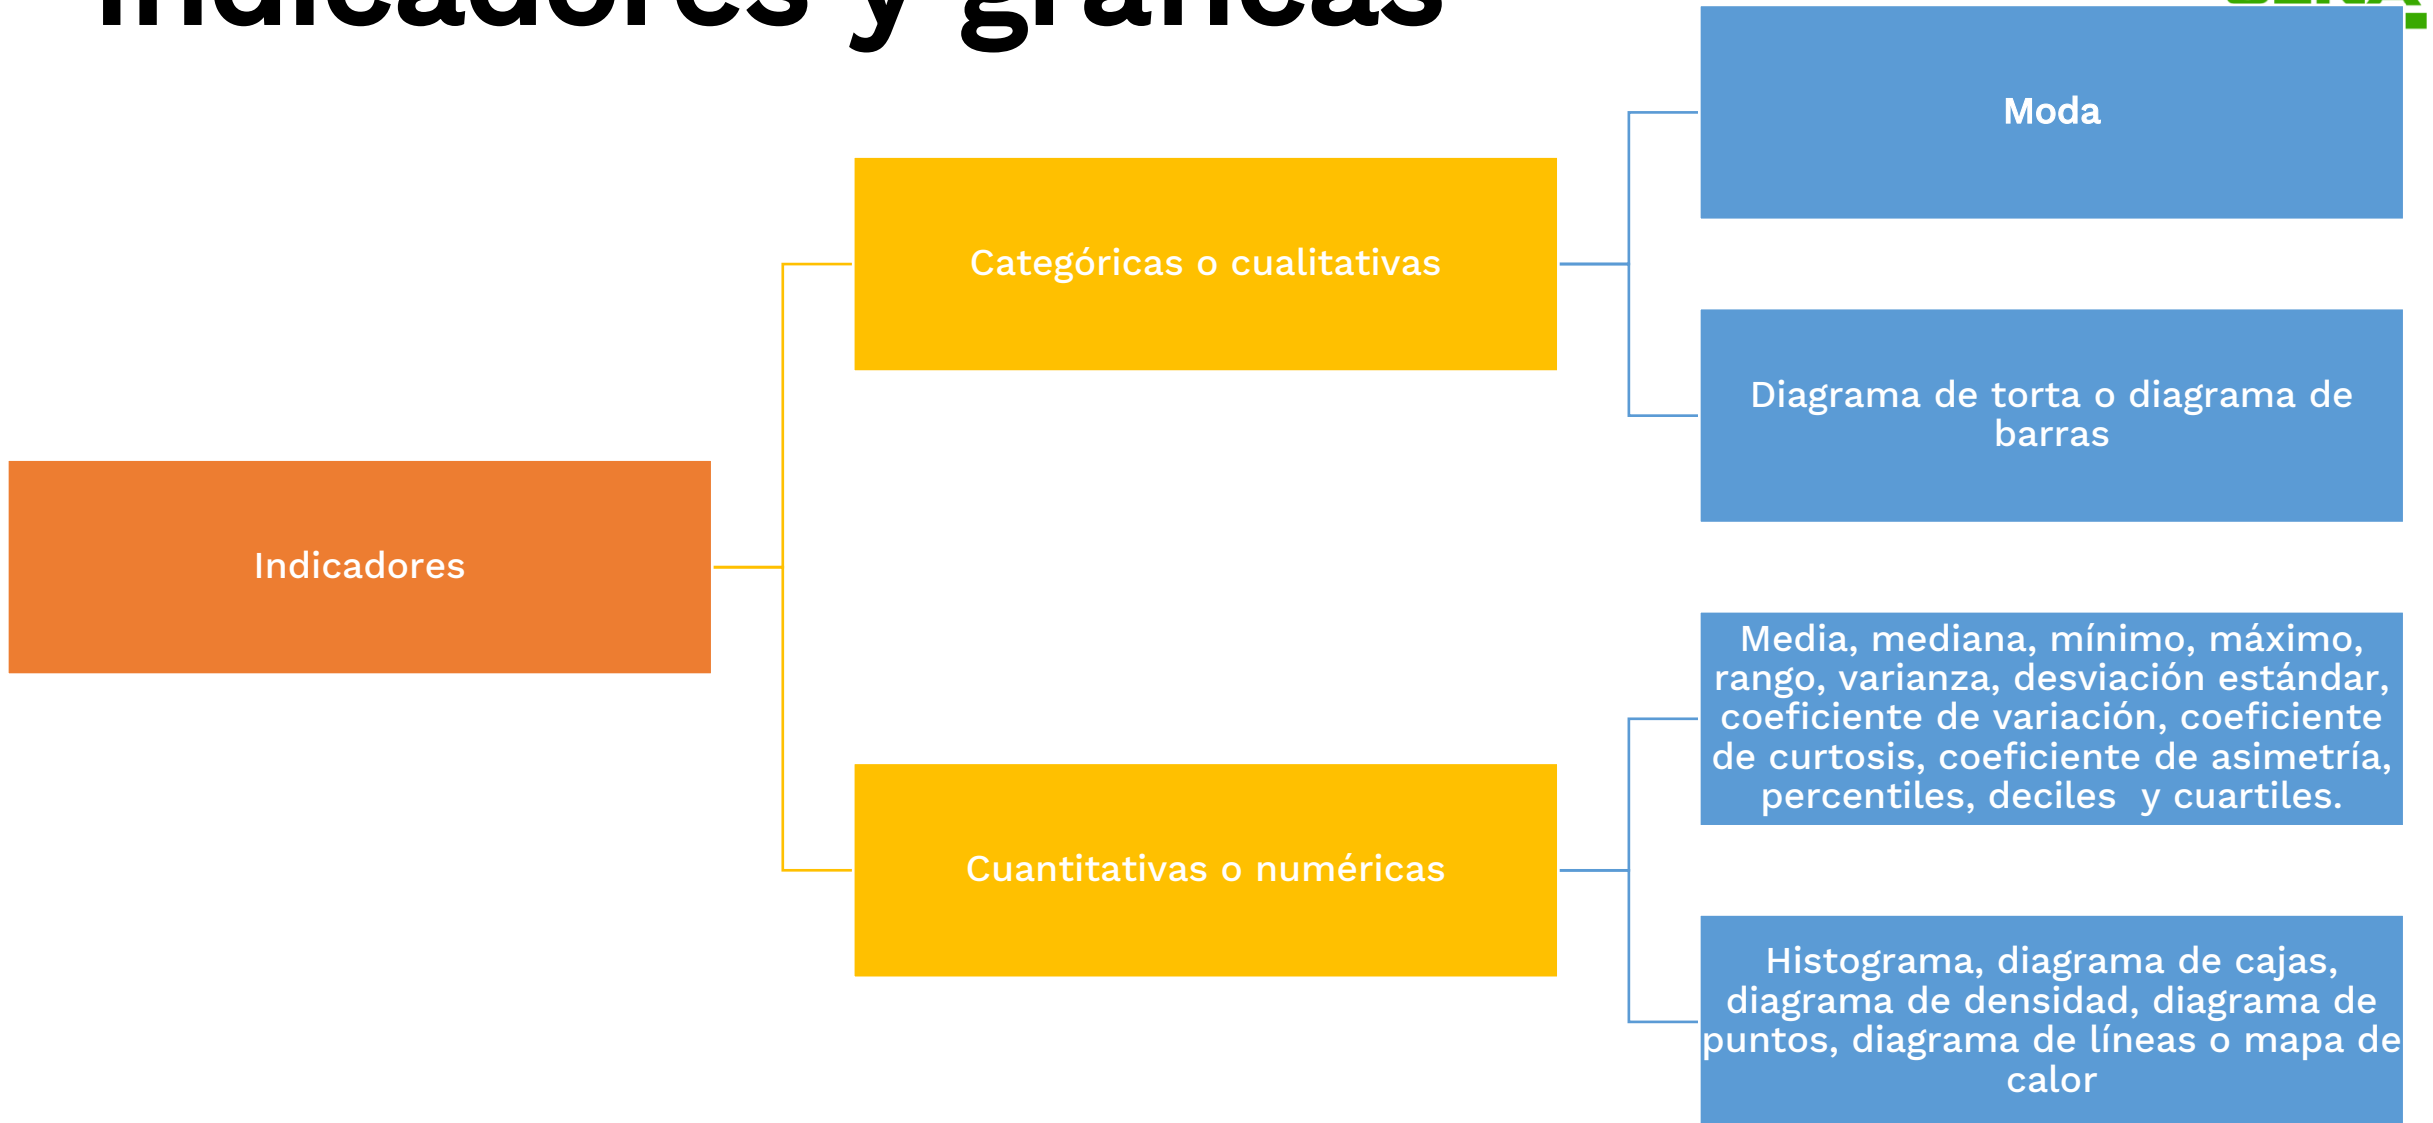 Indicadores y gráficas
SENA
Moda
Categóricas o cualitativas
Diagrama de torta o diagrama de
barras
Indicadores
Media, mediana, mínimo, máximo,
rango, varianza, desviación estándar,
coeficiente de variación, coeficiente
de curtosis, coeficiente de asimetría,
percentiles, deciles  y cuartiles.
Cuantitativas o numéricas
Histograma, diagrama de cajas,
diagrama de densidad, diagrama de
puntos, diagrama de líneas o mapa de
calor